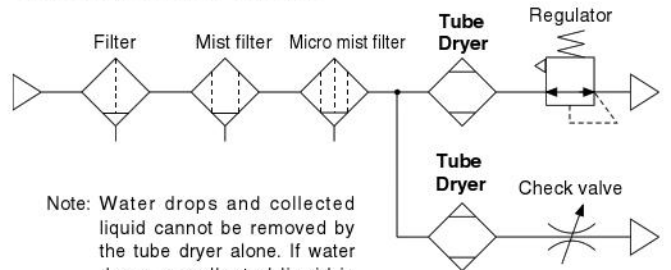 Filter
Mist filter
Micro mist filter
Tube
Dryer
Regulator
Tube
Dryer
Check valve
Note: Water drops and collected
liquid cannot be removed by
the tube dryer alone. If water